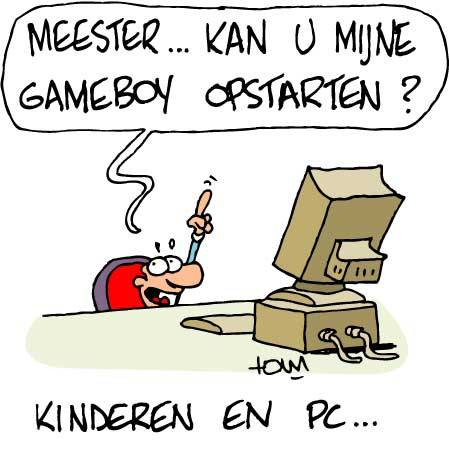 MEESTER... KAN U MIJNE
GAMEBOY OPSTARTEN?
toum
KINDEREN EN PC...